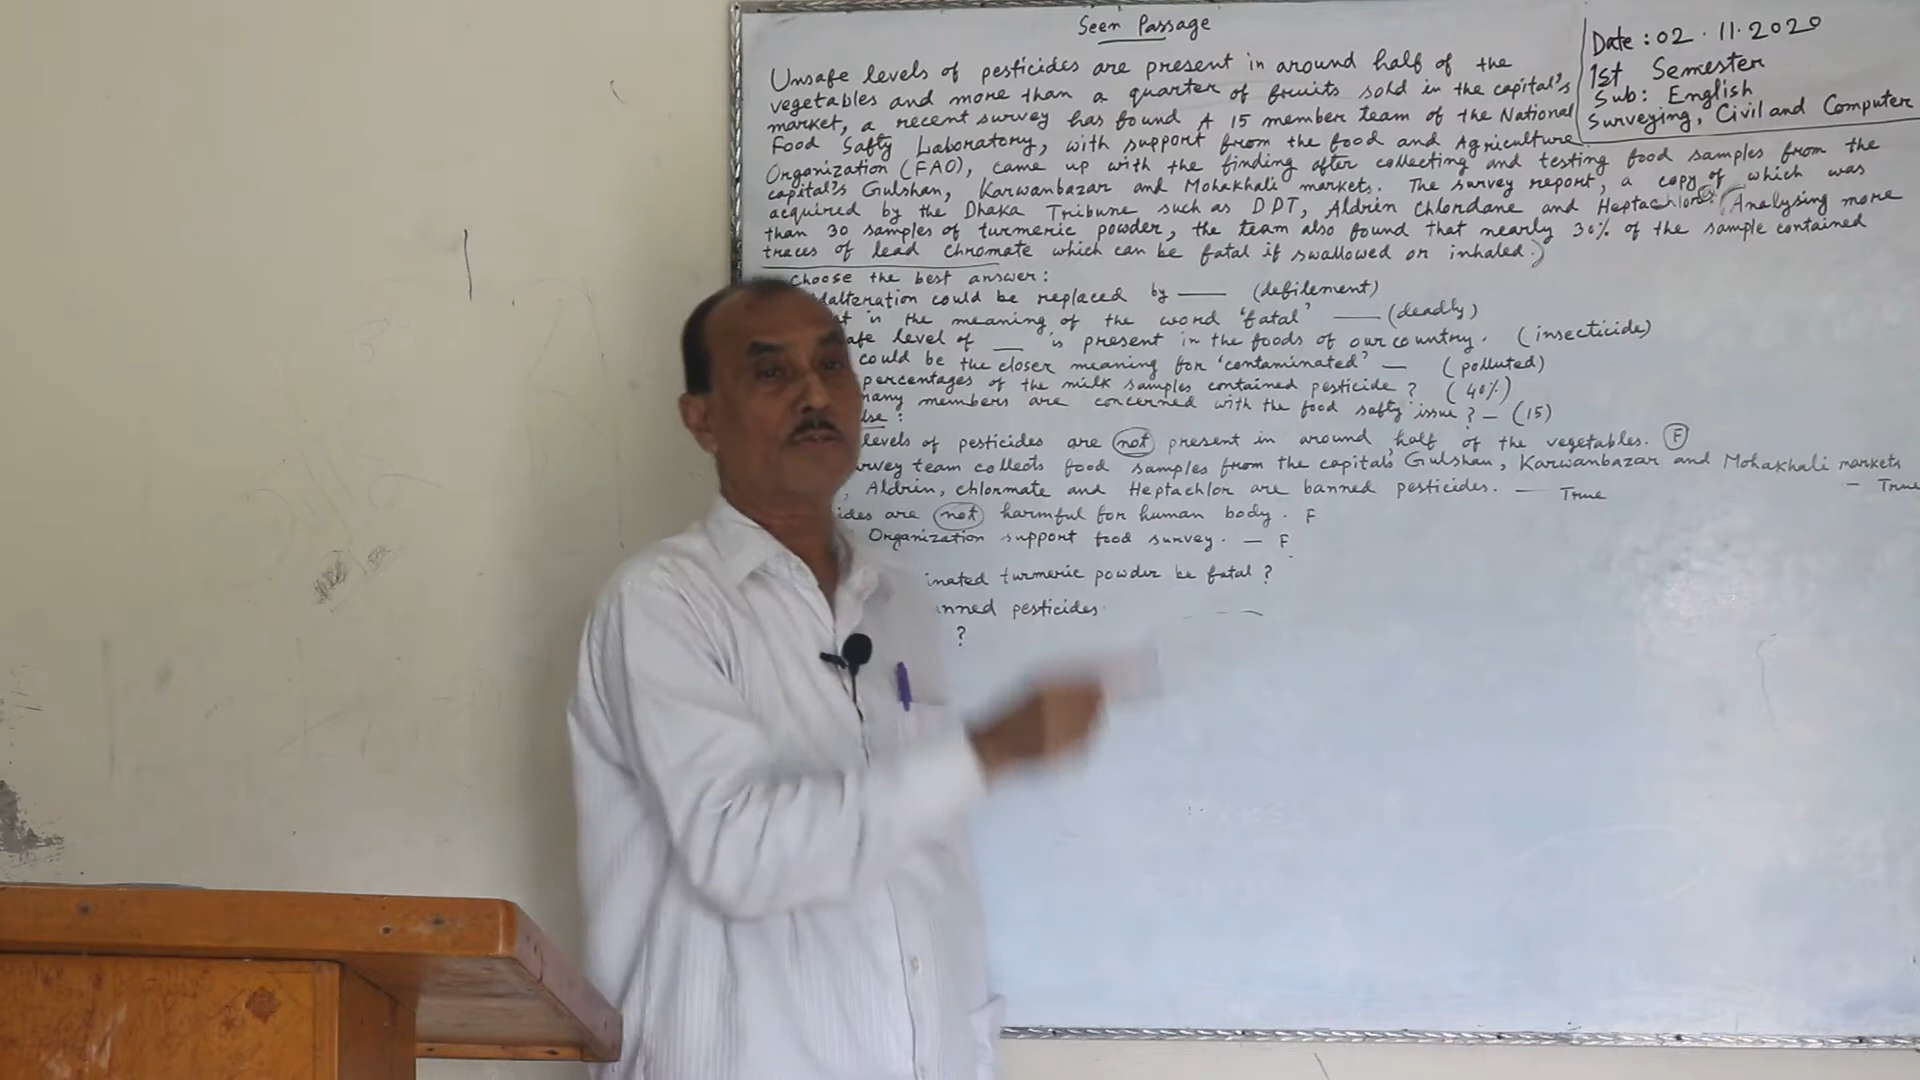 Seen Passage
Date : 02 . 11. 2020
1st Semester
Sub: English
Surveying, Civil and Computer
Unsafe levels of pesticides are present in around half of the
vegetables and more than a quarter of fruits sold in the capital's
market, a recent survey has found A 15 member team of the National
Food Safty Laboratory, with support from the food and Agriculture
Organization (FAO), came up with the finding after collecting and testing food samples from the
capital's Gulshan, Karwanbazar and Mohakhali markets. The survey report, a copy of which was
acquired by the Dhaka Tribune such as DDT, Aldrin Chlordane and Heptachlor. (Analysing more
than 30 samples of turmeric powder, the team also found that nearly 30% of the sample contained
traces of lead chromate which can be fatal if swallowed or inhaled.)
Choose the best answer:
dalteration could be replaced by — (defilement)
is the meaning of the word 'fatal' — (deadly)
afe level of __ is present in the foods of our country. (insecticide)
could be the closer meaning for 'contaminated' — (polluted)
percentages of the milk samples contained pesticide ? (40%)
many members are concerned with the food safty issue ? — (15)
lse :
levels of pesticides are not present in around half of the vegetables. F
rvey team collects food samples from the capitals Gulshan, Karwanbazar and Mohakhali markets
— True
, Aldrin, chlormate and Heptachlor are banned pesticides. — True
ides are not harmful for human body. F
Organization support food survey. — F
inated turmeric powder be fatal ?
anned pesticides
?